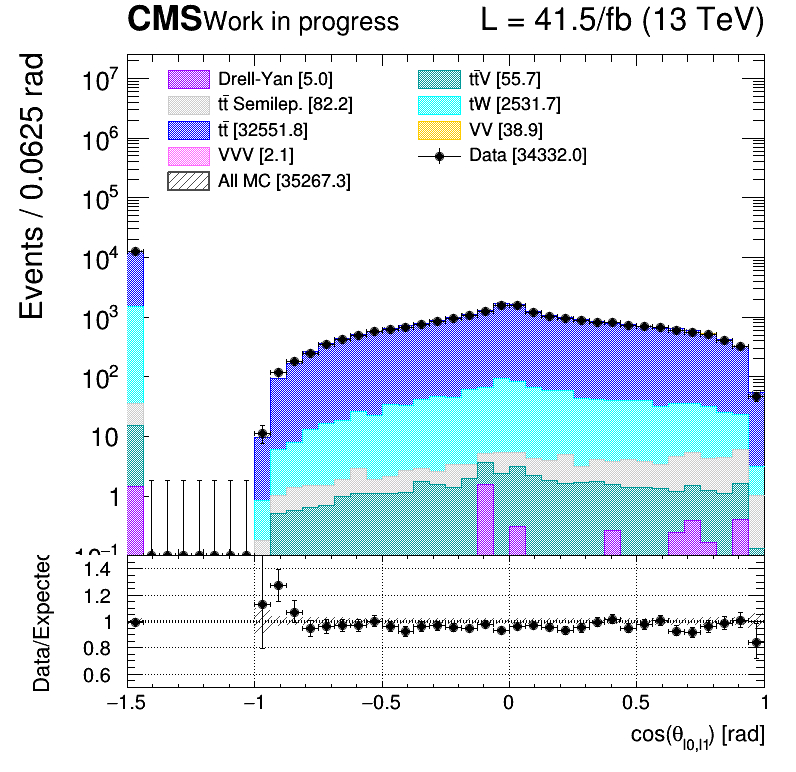 CMS Work in progress L = 41.5/fb (13 TeV)
Drell-Yan [5.0] tt̄V [55.7]
tt̄ Semilep. [82.2] tW [2531.7]
tt̄ [32551.8] VV [38.9]
VVV [2.1] Data [34332.0]
All MC [35267.3]
Events / 0.0625 rad
10⁷
10⁶
10⁵
10⁴
10³
10²
10
1
10⁻¹
Data/Expected
1.4
1.2
1
0.8
0.6
−1.5 −1 −0.5 0 0.5 1
cos(θ_{l0,l1}) [rad]